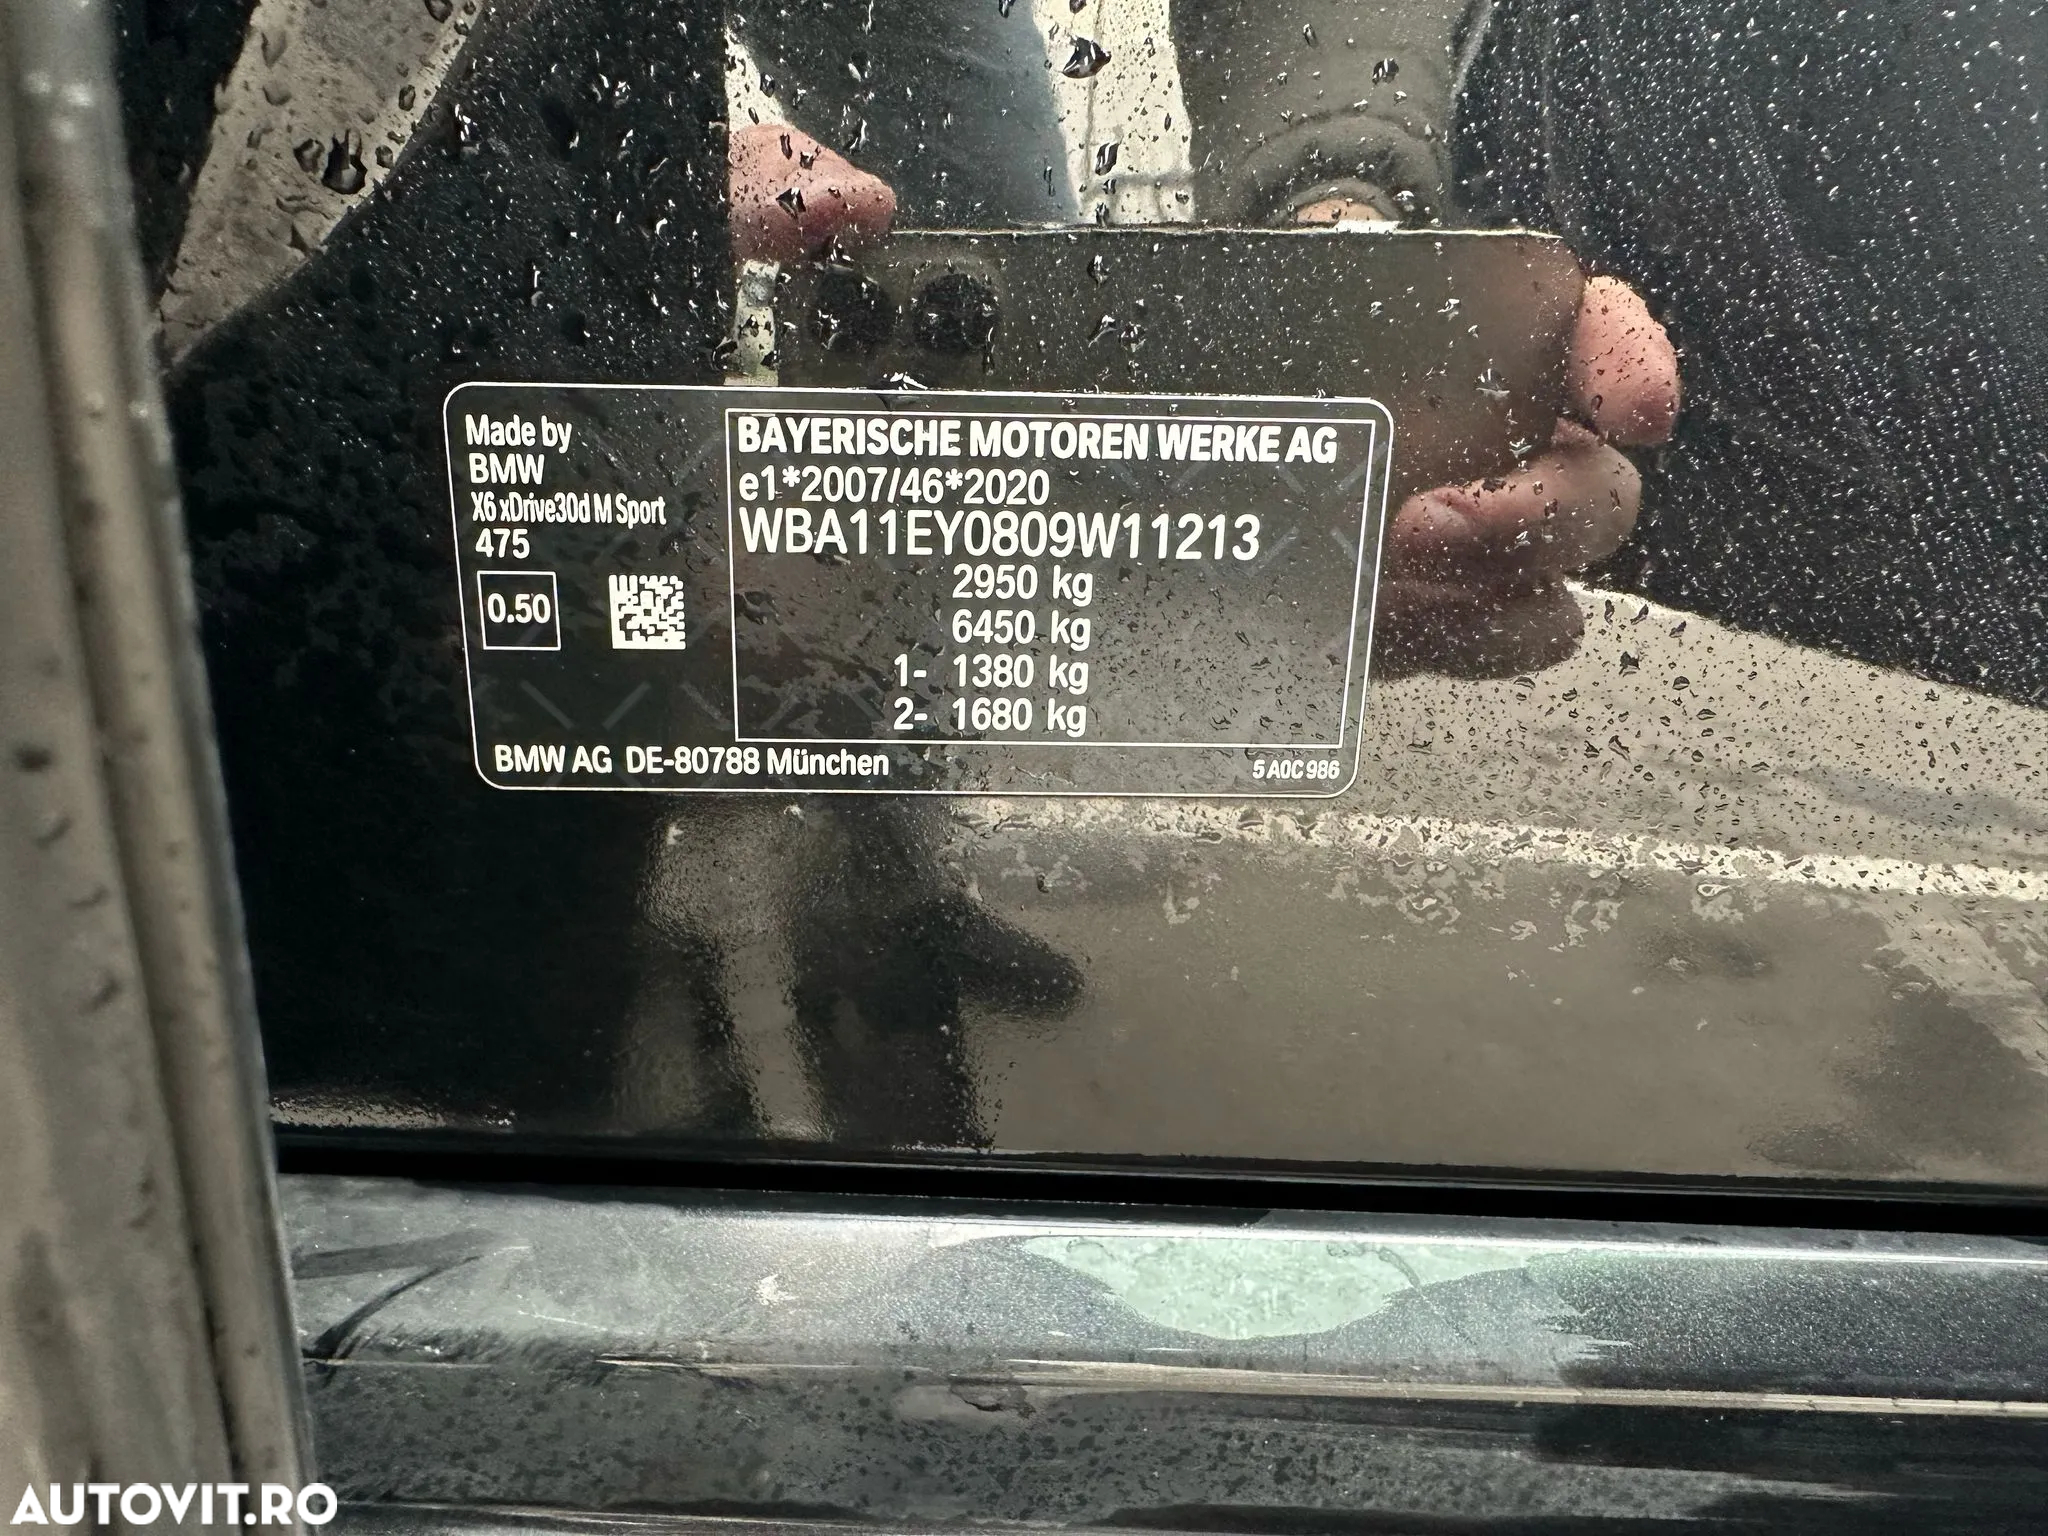 Made by
BMW
X6 xDrive30d M Sport
475
0.50
BAYERISCHE MOTOREN WERKE AG
e1*2007/46*2020
WBA11EY0809W11213
2950 kg
6450 kg
1- 1380 kg
2- 1680 kg
BMW AG DE-80788 München
5 A0C 986
AUTOVIT.RO